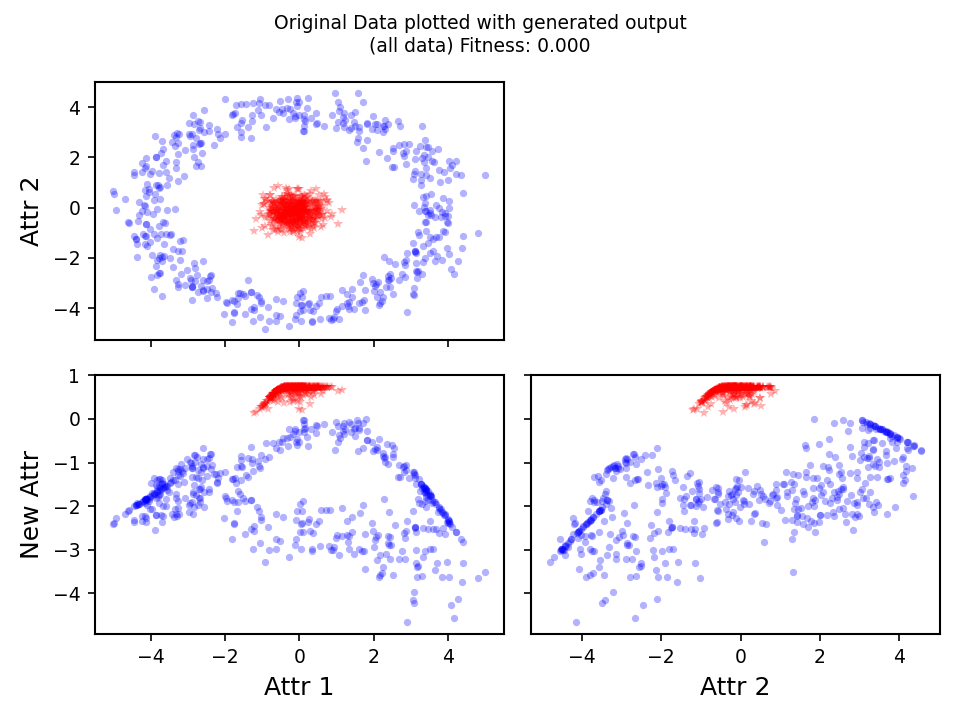 Original Data plotted with generated output
(all data) Fitness: 0.000
4
2
0
−2
−4
Attr 2
1
0
−1
−2
−3
−4
New Attr
−4 −2 0 2 4
Attr 1
−4 −2 0 2 4
Attr 2